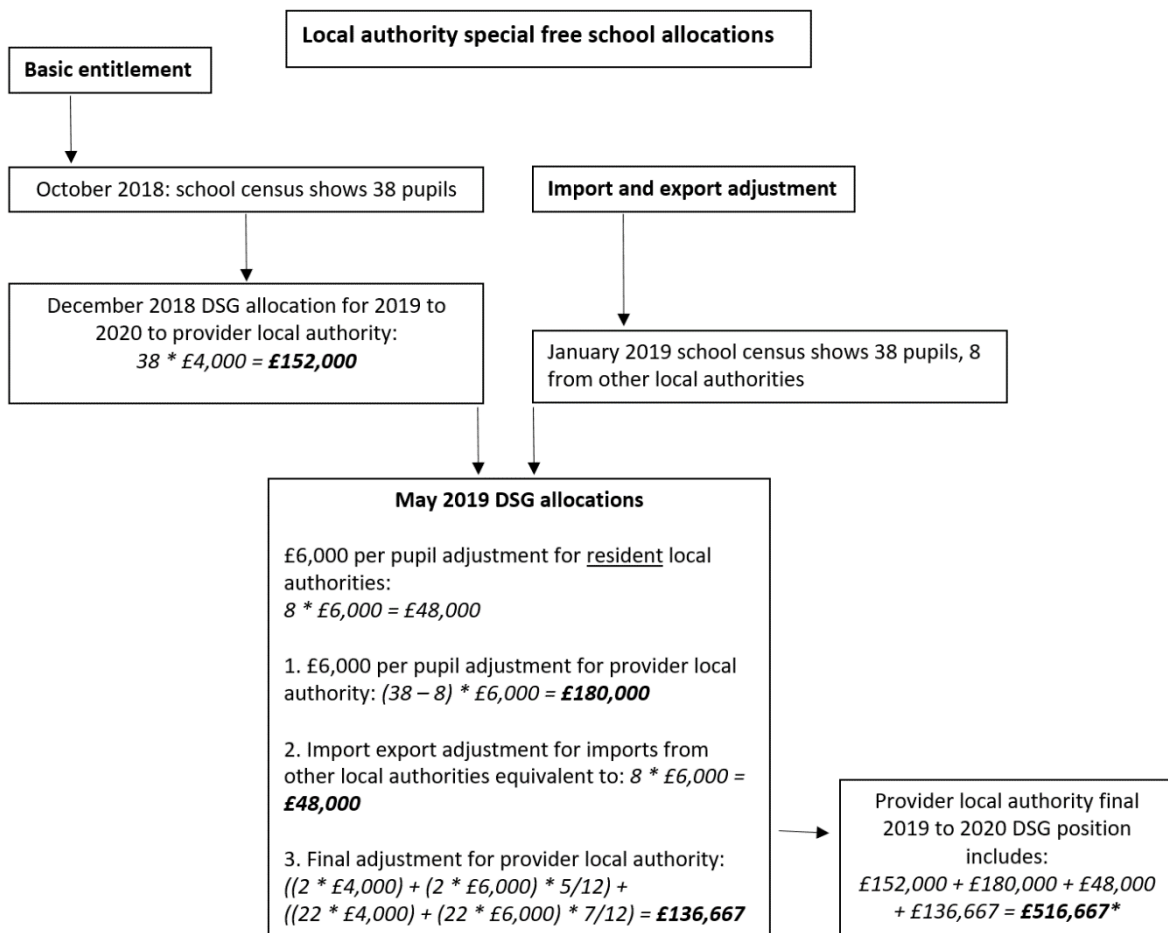 Local authority special free school allocations
Basic entitlement
October 2018: school census shows 38 pupils
Import and export adjustment
December 2018 DSG allocation for 2019 to
2020 to provider local authority:
38 * £4,000 = £152,000
January 2019 school census shows 38 pupils, 8
from other local authorities
May 2019 DSG allocations
£6,000 per pupil adjustment for resident local
authorities:
8 * £6,000 = £48,000
1. £6,000 per pupil adjustment for provider local
authority: (38 – 8) * £6,000 = £180,000
2. Import export adjustment for imports from
other local authorities equivalent to: 8 * £6,000 =
£48,000
3. Final adjustment for provider local authority:
((2 * £4,000) + (2 * £6,000) * 5/12) +
((22 * £4,000) + (22 * £6,000) * 7/12) = £136,667
Provider local authority final
2019 to 2020 DSG position
includes:
£152,000 + £180,000 + £48,000
+ £136,667 = £516,667*